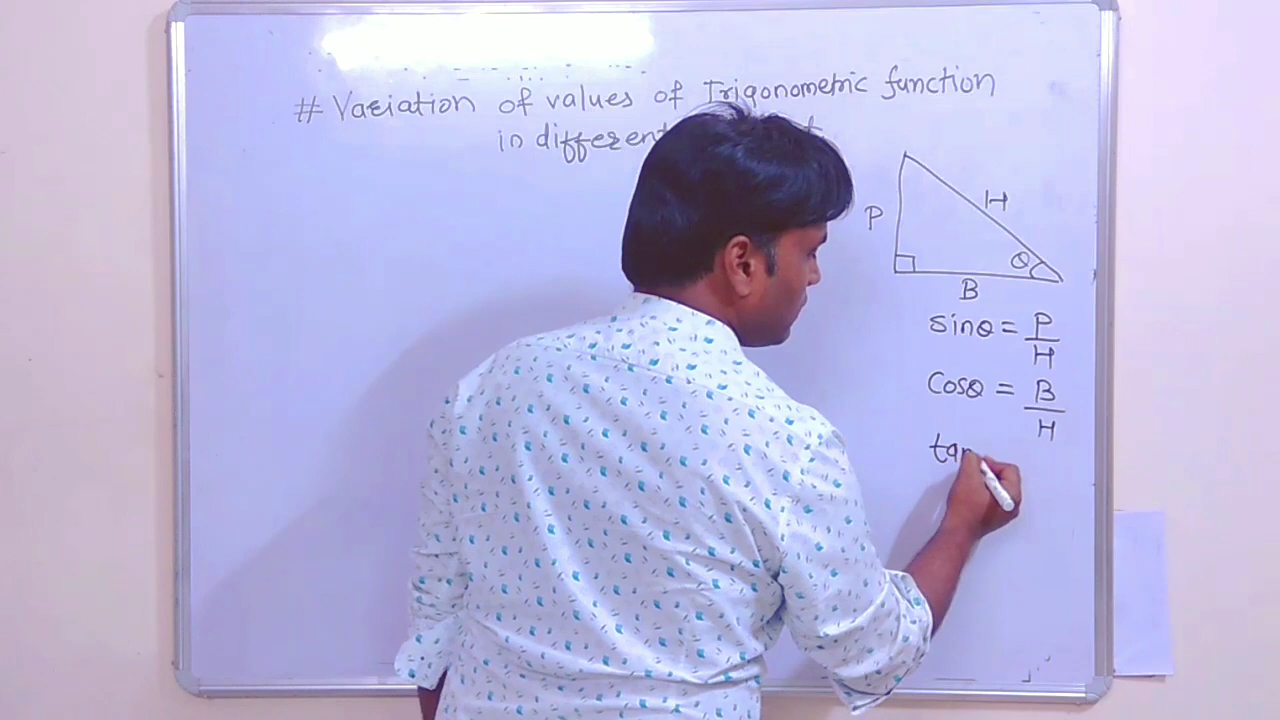 # Variation of values of Trigonometric function
in different
P
H
θ
B
sinθ = P/H
Cosθ = B/H
tan